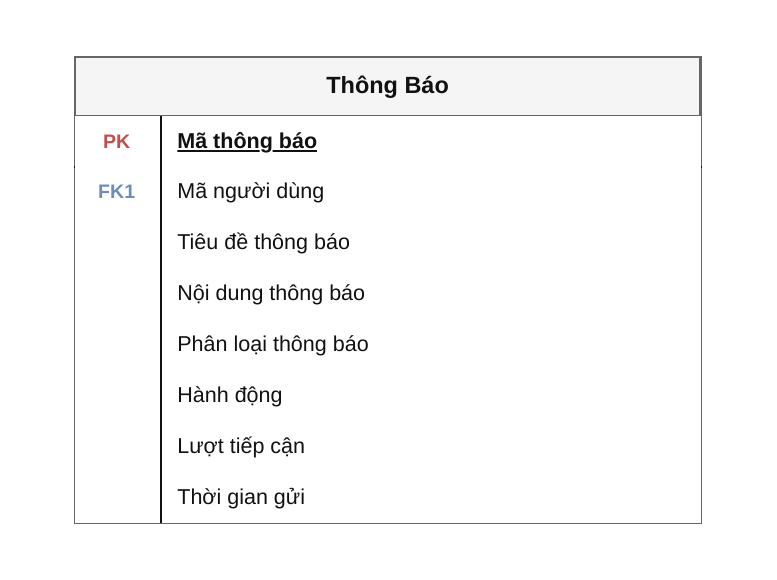 Thông Báo
PK Mã thông báo
FK1 Mã người dùng
Tiêu đề thông báo
Nội dung thông báo
Phân loại thông báo
Hành động
Lượt tiếp cận
Thời gian gửi